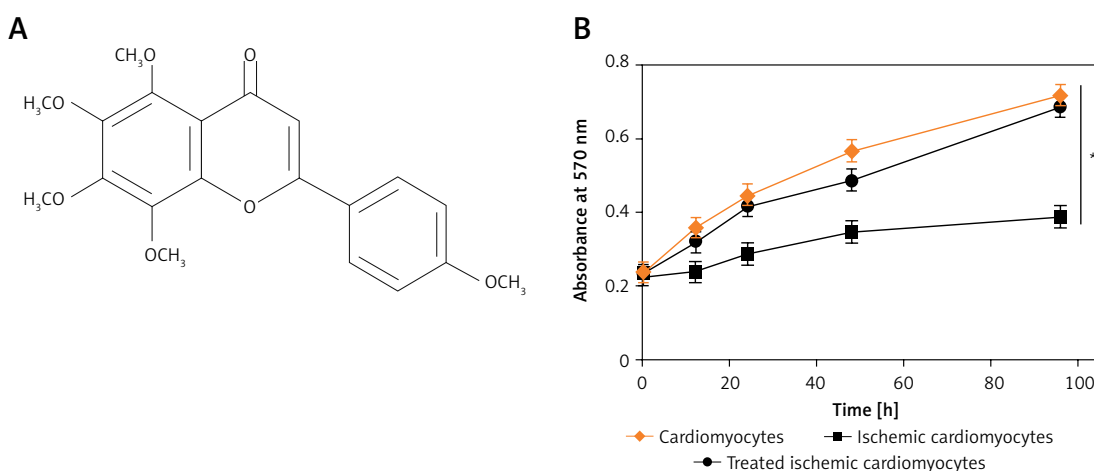 A
CH₃O
O
H₃CO
H₃CO
O
OCH₃
OCH₃
B
Absorbance at 570 nm
0.8
0.6
0.4
0.2
0
*
0 20 40 60 80 100
Time [h]
Cardiomyocytes Ischemic cardiomyocytes
Treated ischemic cardiomyocytes